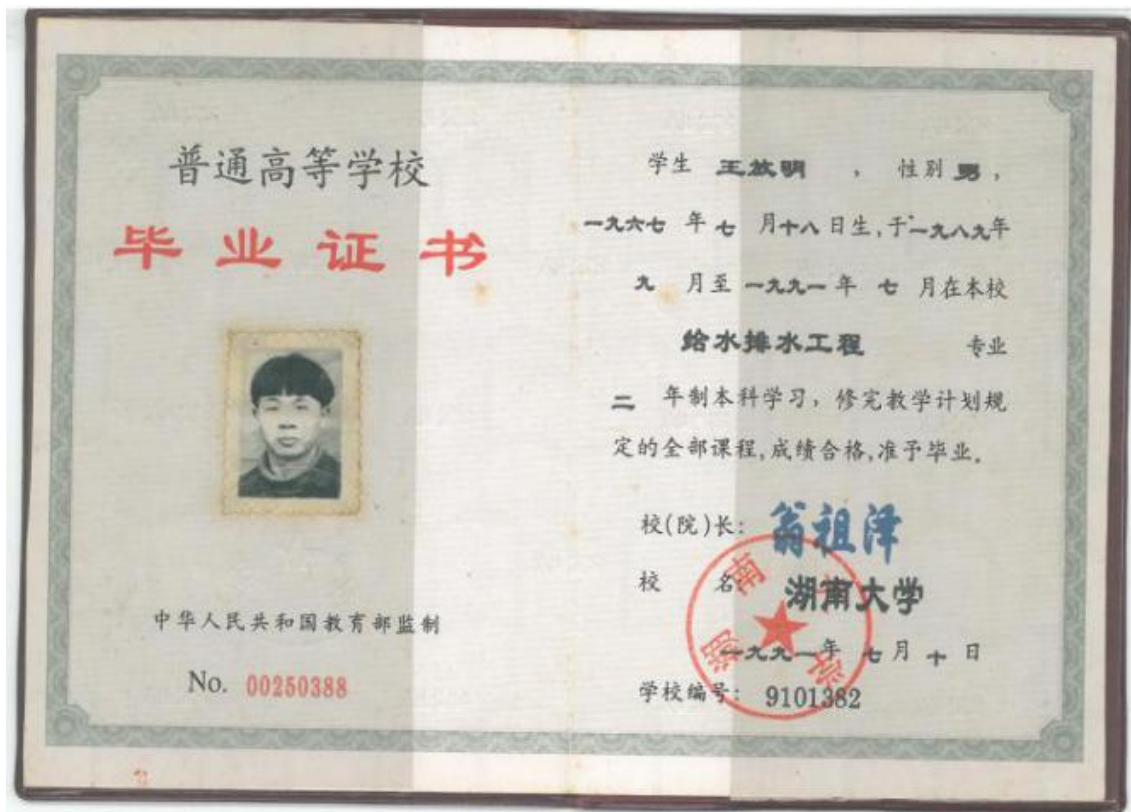 普通高等学校
毕业证书
中华人民共和国教育部监制
No. 00250388
学生 王放明 ，性别 男，
一九六七 年 七 月十八日生,于一九八九年
九 月至 一九九一年 七 月在本校
给水排水工程 专业
二 年制本科学习，修完教学计划规
定的全部课程,成绩合格,准予毕业。
校(院)长: 翁祖泽
校 名 湖南大学
一九九一年 七月 十 日
学校编号: 9101382
湖南大学